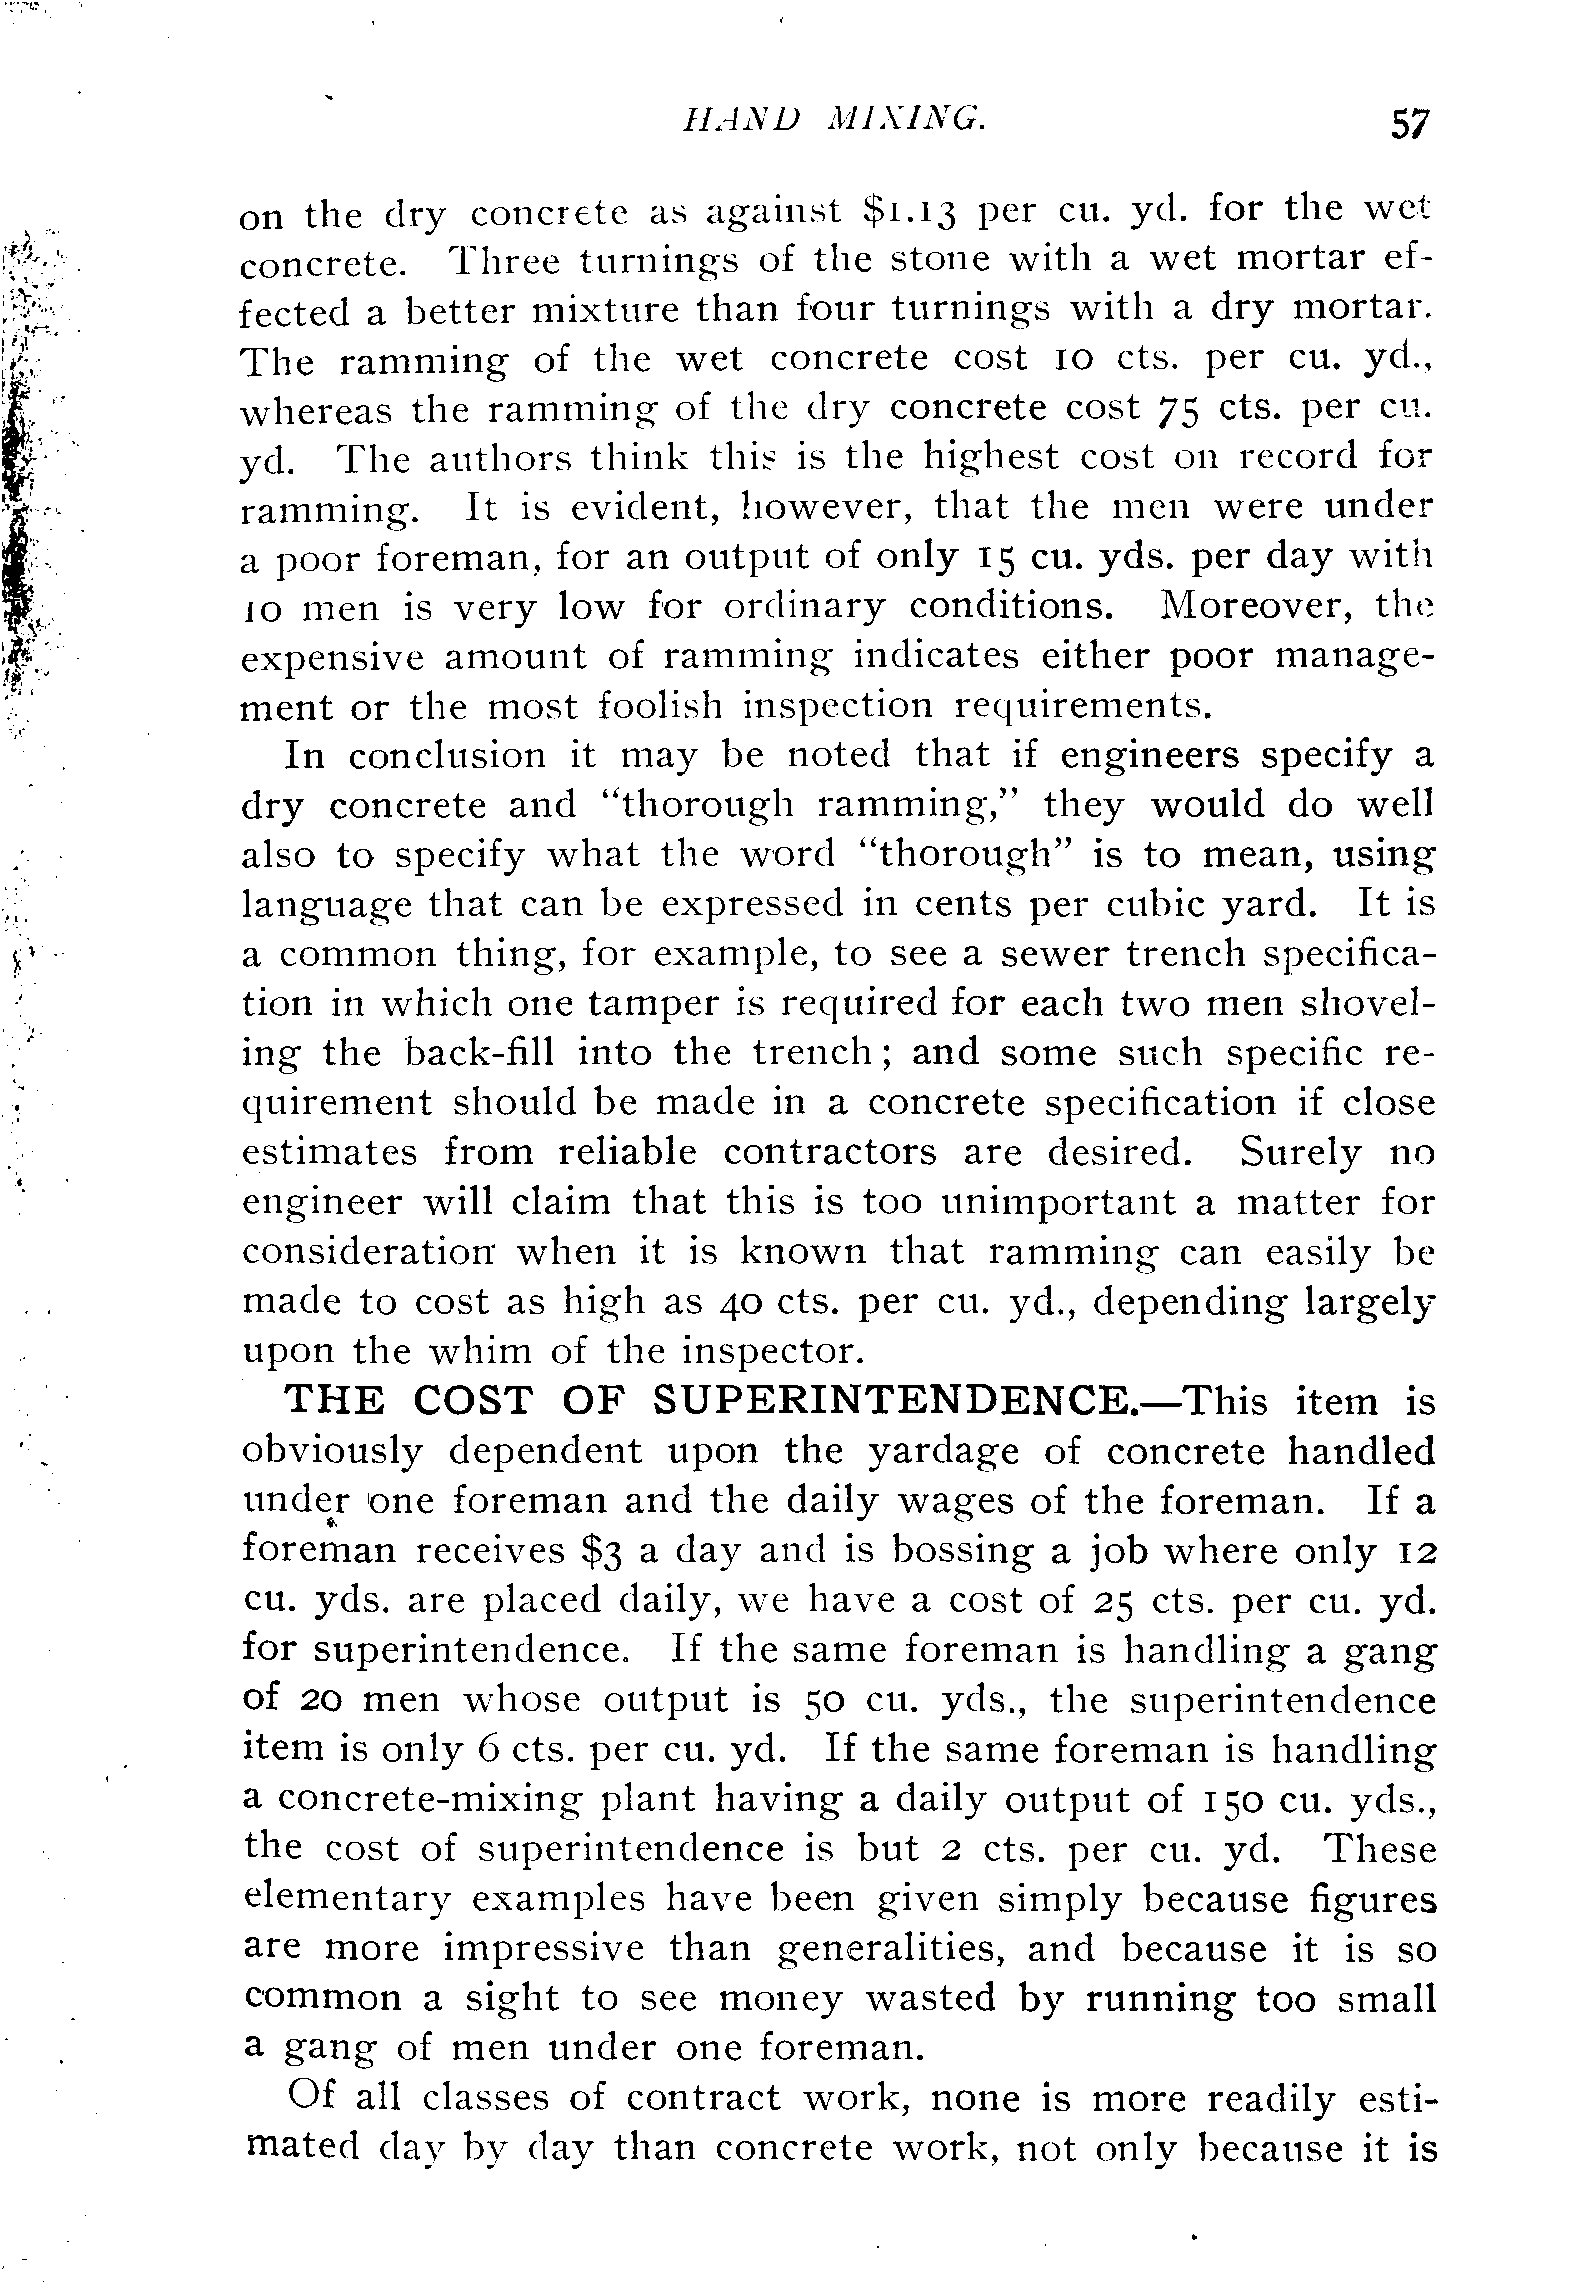 HAND MIXING. 57
on the dry concrete as against $1.13 per cu. yd. for the wet
concrete. Three turnings of the stone with a wet mortar ef-
fected a better mixture than four turnings with a dry mortar.
The ramming of the wet concrete cost 10 cts. per cu. yd.,
whereas the ramming of the dry concrete cost 75 cts. per cu.
yd. The authors think this is the highest cost on record for
ramming. It is evident, however, that the men were under
a poor foreman, for an output of only 15 cu. yds. per day with
10 men is very low for ordinary conditions. Moreover, the
expensive amount of ramming indicates either poor manage-
ment or the most foolish inspection requirements.
In conclusion it may be noted that if engineers specify a
dry concrete and "thorough ramming," they would do well
also to specify what the word "thorough" is to mean, using
language that can be expressed in cents per cubic yard. It is
a common thing, for example, to see a sewer trench specifica-
tion in which one tamper is required for each two men shovel-
ing the back-fill into the trench; and some such specific re-
quirement should be made in a concrete specification if close
estimates from reliable contractors are desired. Surely no
engineer will claim that this is too unimportant a matter for
consideration when it is known that ramming can easily be
made to cost as high as 40 cts. per cu. yd., depending largely
upon the whim of the inspector.
THE COST OF SUPERINTENDENCE.—This item is
obviously dependent upon the yardage of concrete handled
under one foreman and the daily wages of the foreman. If a
foreman receives $3 a day and is bossing a job where only 12
cu. yds. are placed daily, we have a cost of 25 cts. per cu. yd.
for superintendence. If the same foreman is handling a gang
of 20 men whose output is 50 cu. yds., the superintendence
item is only 6 cts. per cu. yd. If the same foreman is handling
a concrete-mixing plant having a daily output of 150 cu. yds.,
the cost of superintendence is but 2 cts. per cu. yd. These
elementary examples have been given simply because figures
are more impressive than generalities, and because it is so
common a sight to see money wasted by running too small
a gang of men under one foreman.
Of all classes of contract work, none is more readily esti-
mated day by day than concrete work, not only because it is